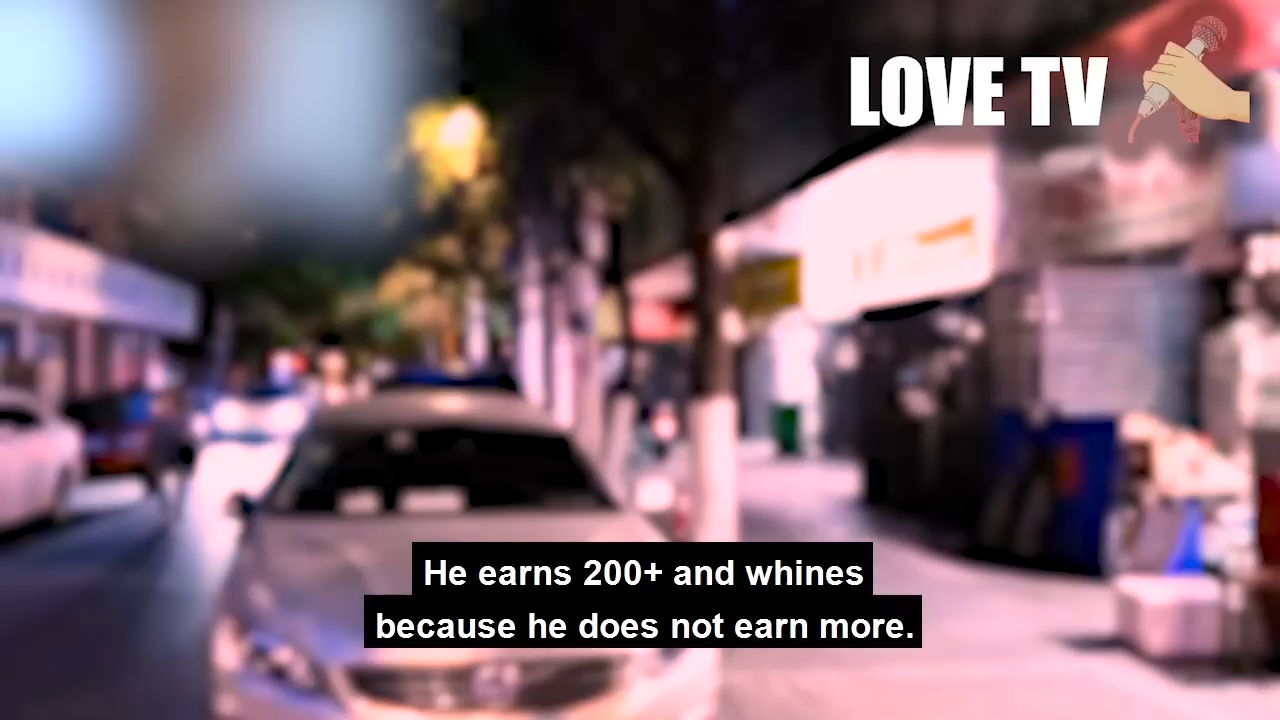 LOVE TV
He earns 200+ and whines
because he does not earn more.